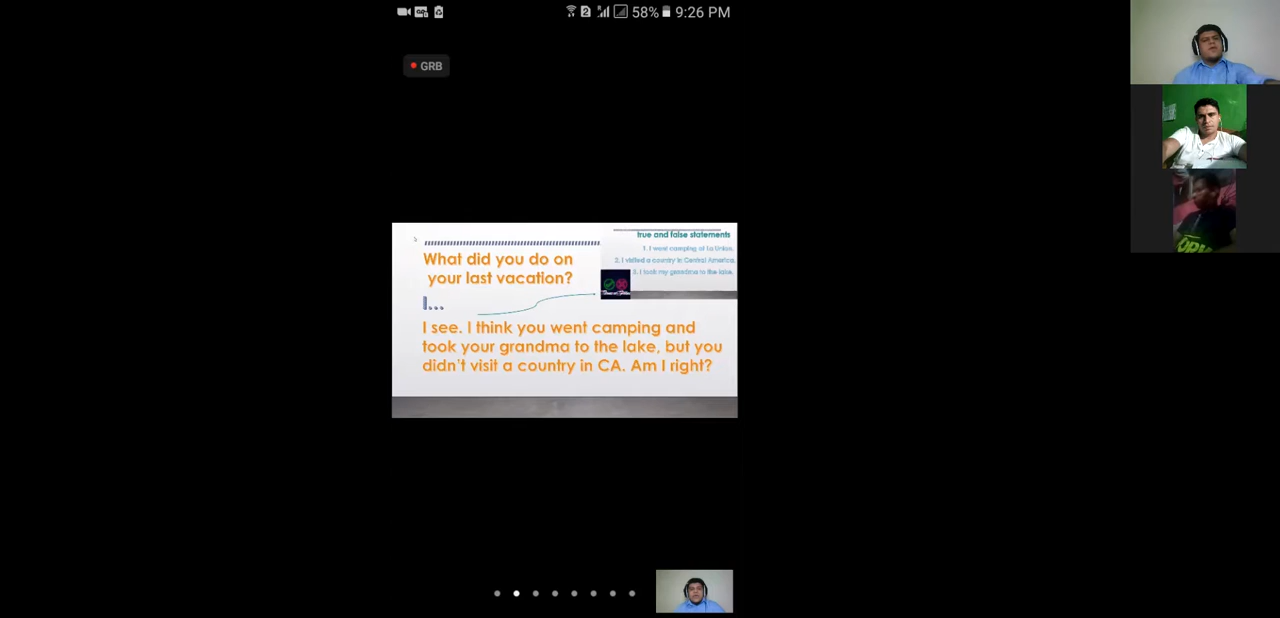 58% 9:26 PM
GRB
What did you do on
your last vacation?
I...
I see. I think you went camping and
took your grandma to the lake, but you
didn't visit a country in CA. Am I right?
true and false statements
1. I went camping at La Union.
2. I visited a country in Central America.
3. I took my grandma to the lake.